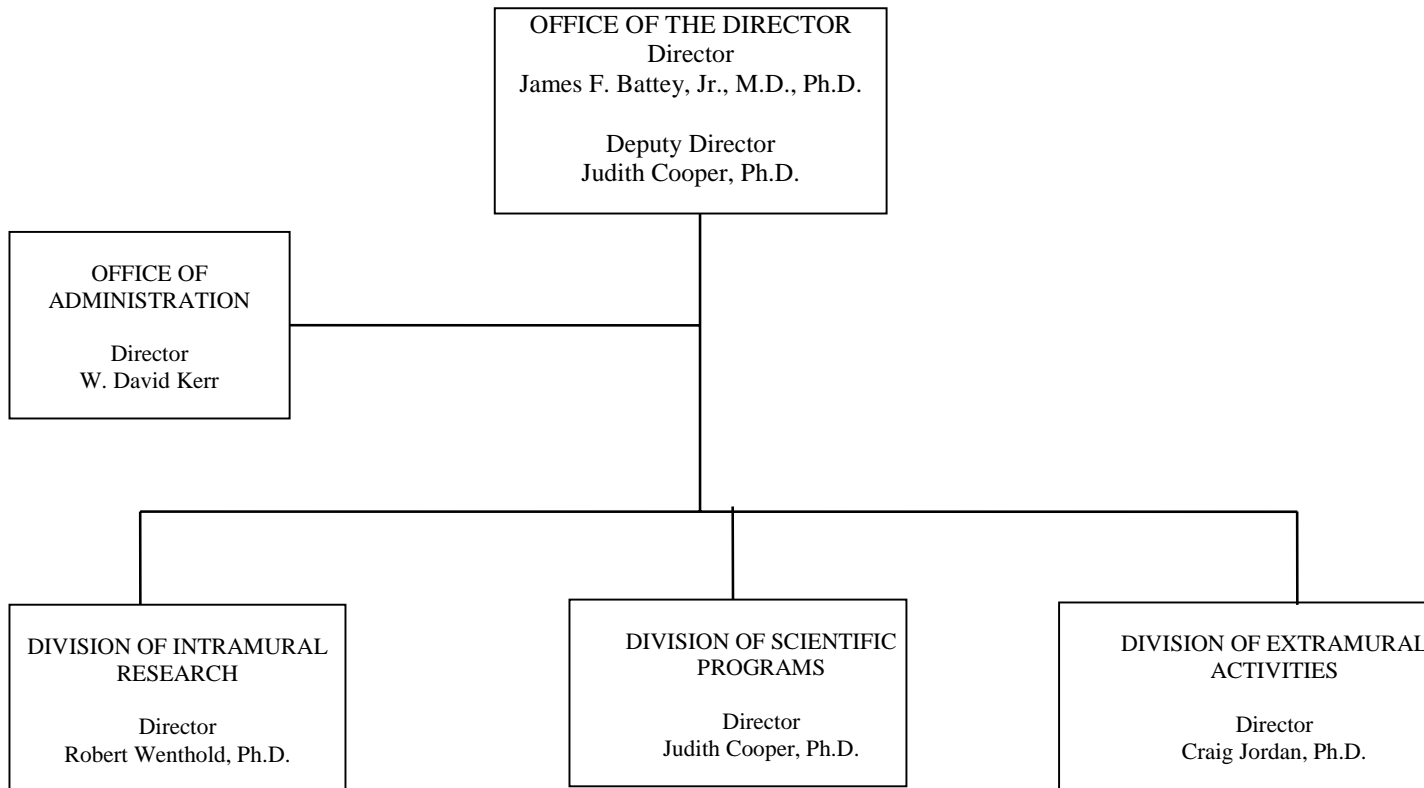 OFFICE OF THE DIRECTOR
Director
James F. Battey, Jr., M.D., Ph.D.
Deputy Director
Judith Cooper, Ph.D.
OFFICE OF
ADMINISTRATION
Director
W. David Kerr
DIVISION OF INTRAMURAL
RESEARCH
Director
Robert Wenthold, Ph.D.
DIVISION OF SCIENTIFIC
PROGRAMS
Director
Judith Cooper, Ph.D.
DIVISION OF EXTRAMURAL
ACTIVITIES
Director
Craig Jordan, Ph.D.